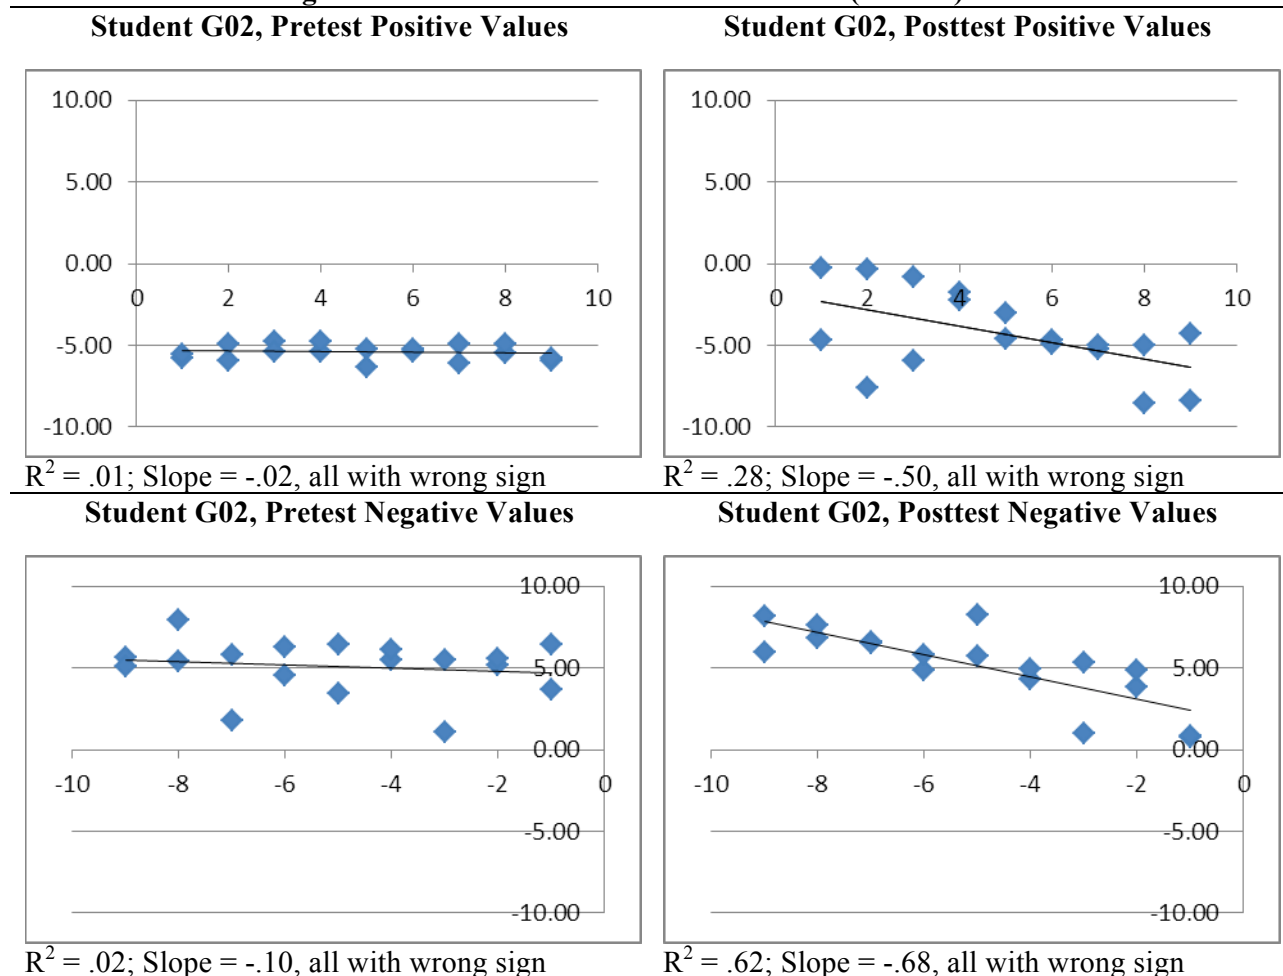 Student G02, Pretest Positive Values
Student G02, Posttest Positive Values
10.00
5.00
0.00
0 2 4 6 8 10
-5.00
-10.00
10.00
5.00
0.00
0 2 4 6 8 10
-5.00
-10.00
R² = .01; Slope = -.02, all with wrong sign
R² = .28; Slope = -.50, all with wrong sign
Student G02, Pretest Negative Values
Student G02, Posttest Negative Values
10.00
5.00
0.00
-10 -8 -6 -4 -2 0
-5.00
-10.00
10.00
5.00
0.00
-10 -8 -6 -4 -2 0
-5.00
-10.00
R² = .02; Slope = -.10, all with wrong sign
R² = .62; Slope = -.68, all with wrong sign